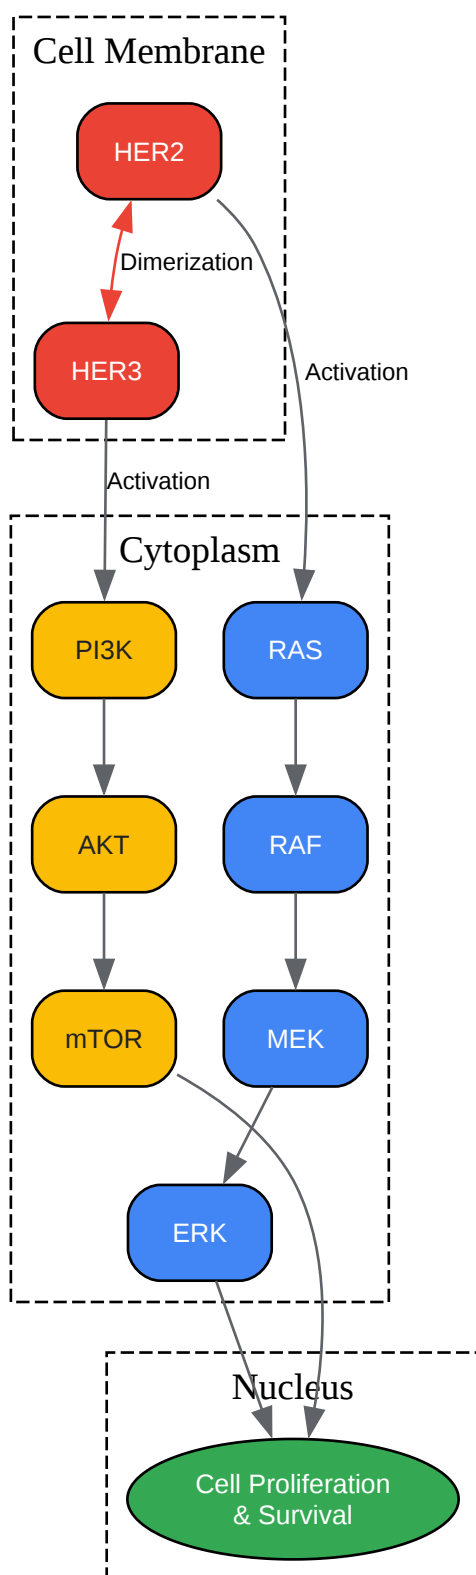 Cell Membrane
HER2
Dimerization
HER3
Activation
Activation
Cytoplasm
PI3K
RAS
AKT
RAF
mTOR
MEK
ERK
Nucleus
Cell Proliferation
& Survival